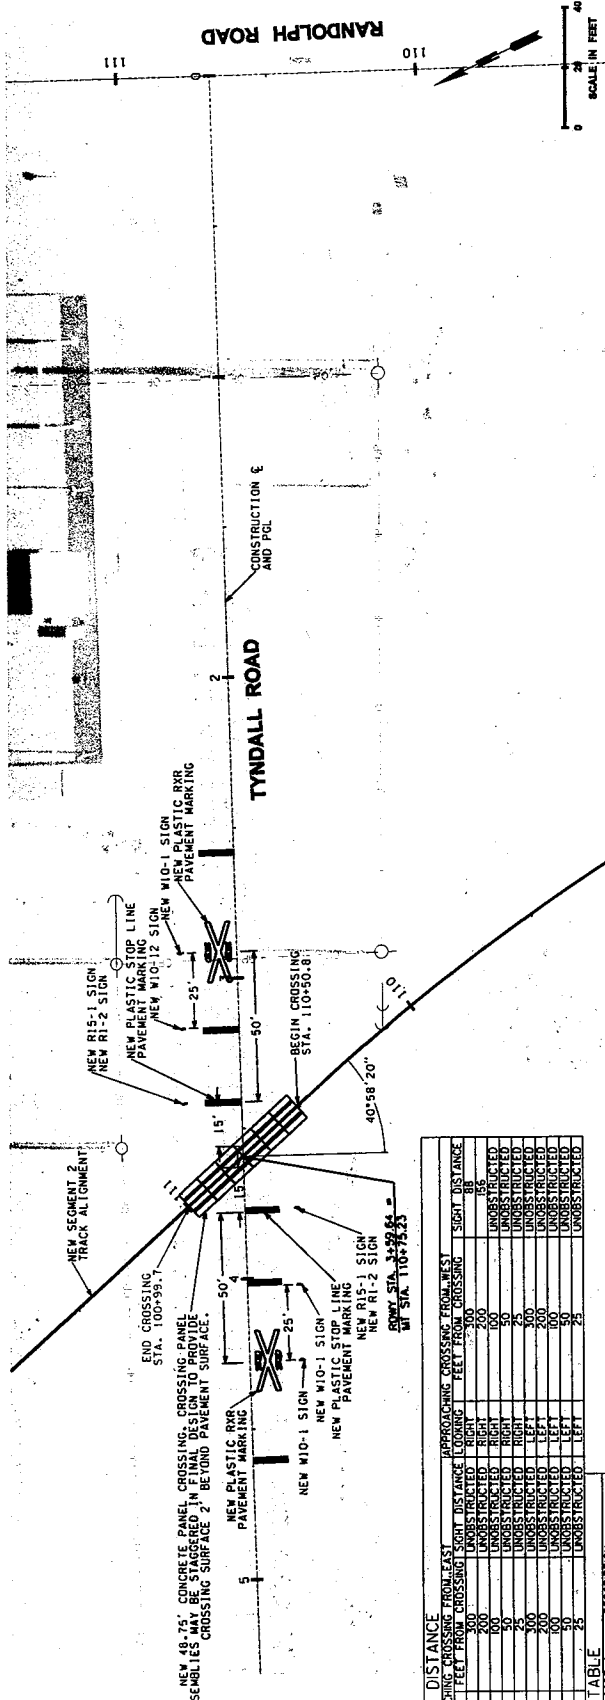 RANDOLPH ROAD
111
110
0
0
20
40
SCALE IN FEET
CONSTRUCTION ℄
AND PGL
2
TYNDALL ROAD
NEW W10-1 SIGN
NEW PLASTIC RXR
PAVEMENT MARKING
NEW R15-1 SIGN
NEW R1-2 SIGN
NEW PLASTIC STOP LINE
PAVEMENT MARKING
NEW W10-12 SIGN
25'
50'
15'
BEGIN CROSSING
STA. 110+50.8
110
40°58'20"
NEW SEGMENT 2
TRACK ALIGNMENT
111
END CROSSING
STA. 100+99.7
15'
ROWY STA. 3+59.64 =
MT STA. 110+75.23
4
50'
25'
NEW R15-1 SIGN
NEW R1-2 SIGN
NEW PLASTIC STOP LINE
PAVEMENT MARKING
NEW W10-1 SIGN
NEW W10-1 SIGN
NEW PLASTIC RXR
PAVEMENT MARKING
NEW 48.75' CONCRETE PANEL CROSSING. CROSSING PANEL
SEMBLIES MAY BE STAGGERED IN FINAL DESIGN TO PROVIDE
CROSSING SURFACE 2' BEYOND PAVEMENT SURFACE.
5
DISTANCE
HING CROSSING FROM..EAST APPROACHING CROSSING FROM..WEST
FEET FROM CROSSING SIGHT DISTANCE LOOKING FEET FROM CROSSING SIGHT DISTANCE
300 UNOBSTRUCTED RIGHT 300 88
200 UNOBSTRUCTED RIGHT 200 156
100 UNOBSTRUCTED RIGHT 100 UNOBSTRUCTED
50 UNOBSTRUCTED RIGHT 50 UNOBSTRUCTED
25 UNOBSTRUCTED RIGHT 25 UNOBSTRUCTED
300 UNOBSTRUCTED LEFT 300 UNOBSTRUCTED
200 UNOBSTRUCTED LEFT 200 UNOBSTRUCTED
100 UNOBSTRUCTED LEFT 100 UNOBSTRUCTED
50 UNOBSTRUCTED LEFT 50 UNOBSTRUCTED
25 UNOBSTRUCTED LEFT 25 UNOBSTRUCTED
TABLE